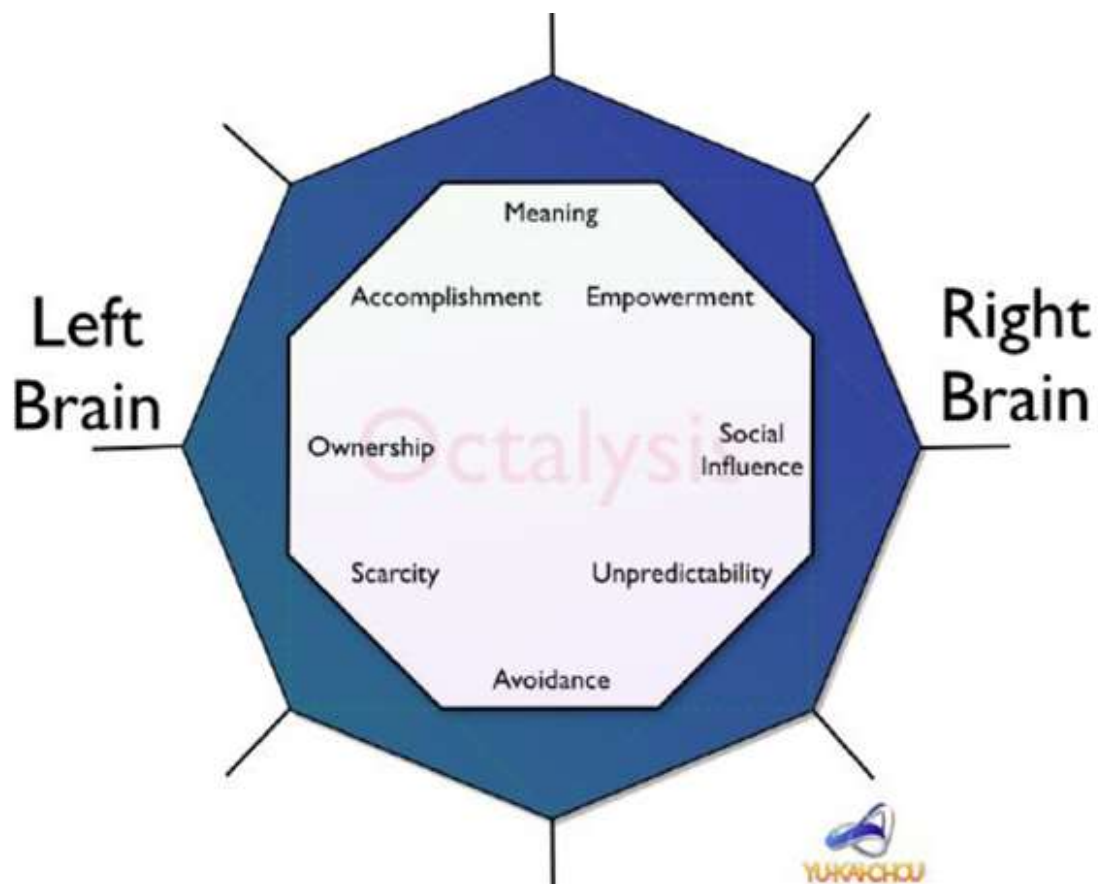 Meaning
Accomplishment
Empowerment
Left
Brain
Right
Brain
Octalysis
Ownership
Social
Influence
Scarcity
Unpredictability
Avoidance
YU-KAI CHOU